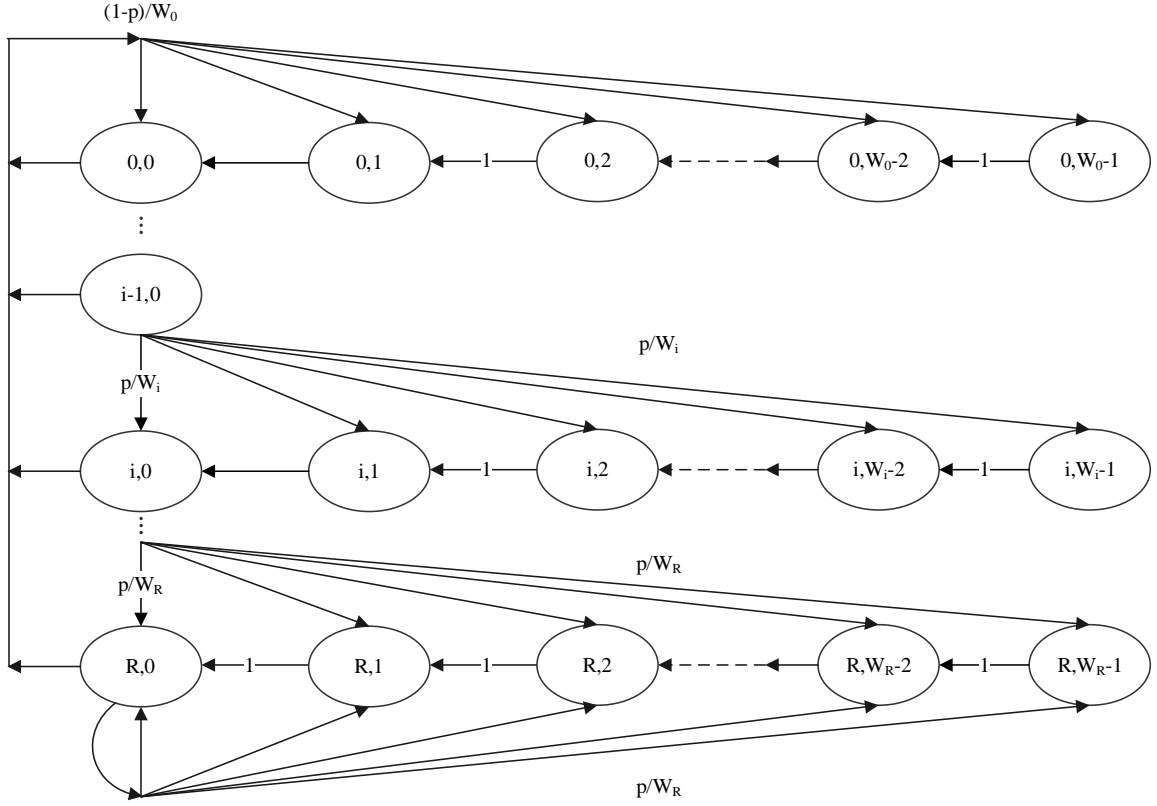 (1-p)/W₀
0,0
0,1
1
0,2
0,W₀-2
1
0,W₀-1
⋮
i-1,0
p/Wᵢ
p/Wᵢ
i,0
i,1
1
i,2
i,Wᵢ-2
1
i,Wᵢ-1
⋮
p/W_R
p/W_R
R,0
1
R,1
1
R,2
R,W_R-2
1
R,W_R-1
p/W_R